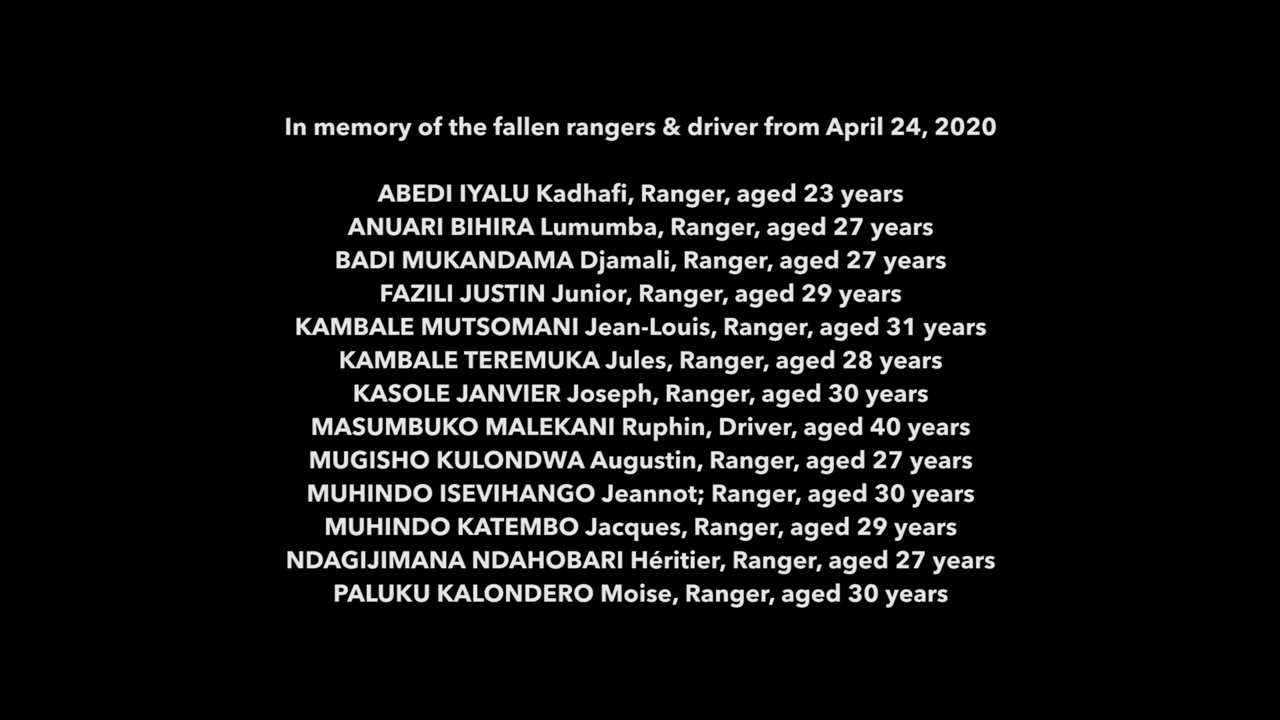 In memory of the fallen rangers & driver from April 24, 2020
ABEDI IYALU Kadhafi, Ranger, aged 23 years
ANUARI BIHIRA Lumumba, Ranger, aged 27 years
BADI MUKANDAMA Djamali, Ranger, aged 27 years
FAZILI JUSTIN Junior, Ranger, aged 29 years
KAMBALE MUTSOMANI Jean-Louis, Ranger, aged 31 years
KAMBALE TEREMUKA Jules, Ranger, aged 28 years
KASOLE JANVIER Joseph, Ranger, aged 30 years
MASUMBUKO MALEKANI Ruphin, Driver, aged 40 years
MUGISHO KULONDWA Augustin, Ranger, aged 27 years
MUHINDO ISEVIHANGO Jeannot; Ranger, aged 30 years
MUHINDO KATEMBO Jacques, Ranger, aged 29 years
NDAGIJIMANA NDAHOBARI Héritier, Ranger, aged 27 years
PALUKU KALONDERO Moise, Ranger, aged 30 years